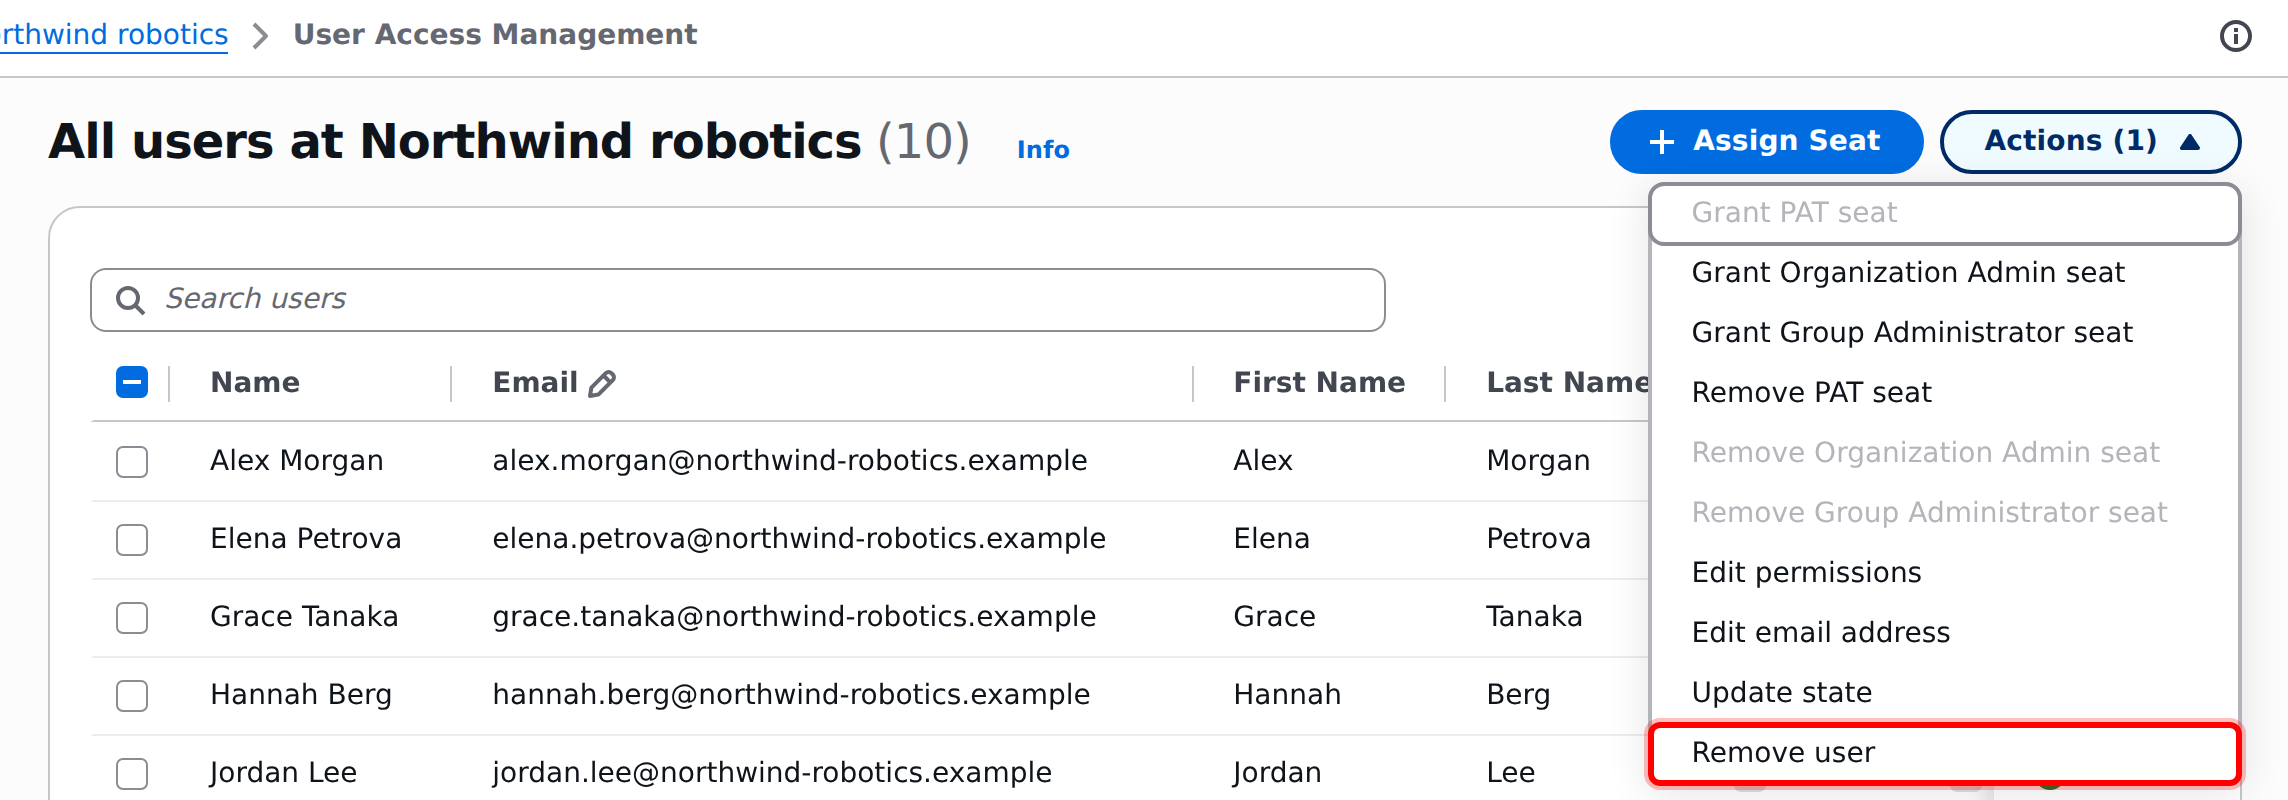 rthwind robotics > User Access Management
All users at Northwind robotics (10) Info
+ Assign Seat
Actions (1)
Grant PAT seat
Grant Organization Admin seat
Grant Group Administrator seat
Remove PAT seat
Remove Organization Admin seat
Remove Group Administrator seat
Edit permissions
Edit email address
Update state
Remove user
Search users
Name Email First Name Last Name
Alex Morgan alex.morgan@northwind-robotics.example Alex Morgan
Elena Petrova elena.petrova@northwind-robotics.example Elena Petrova
Grace Tanaka grace.tanaka@northwind-robotics.example Grace Tanaka
Hannah Berg hannah.berg@northwind-robotics.example Hannah Berg
Jordan Lee jordan.lee@northwind-robotics.example Jordan Lee